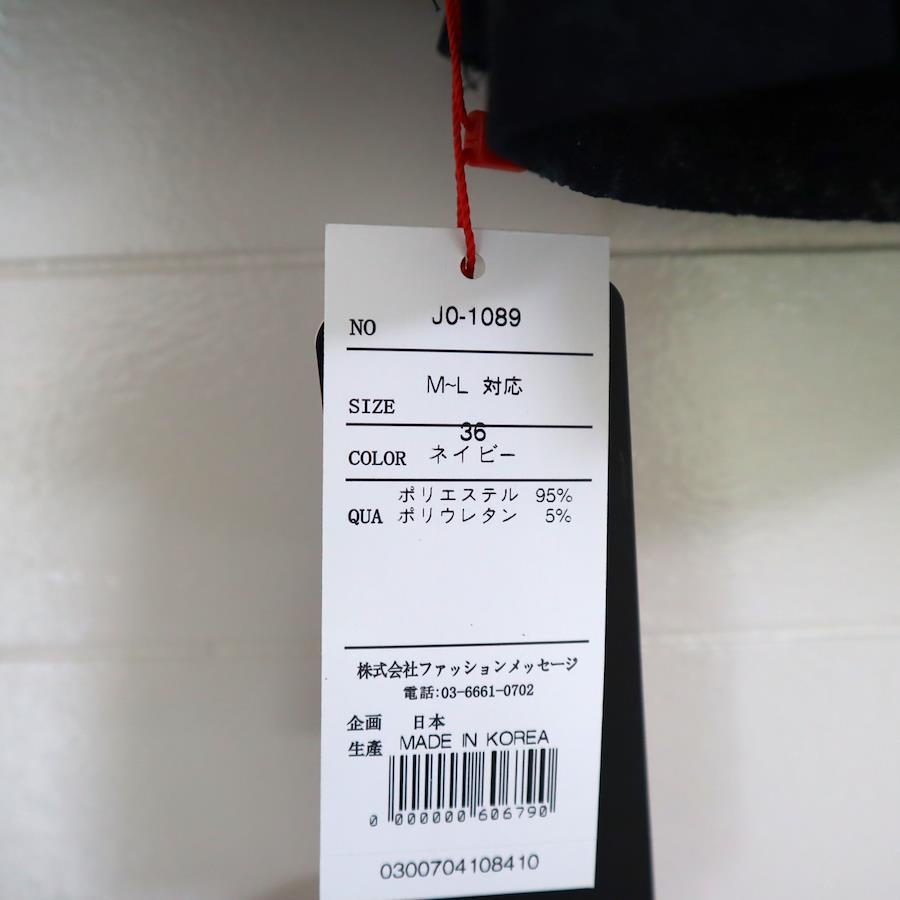 NO J0-1089
SIZE M~L 対応
36
COLOR ネイビー
QUA ポリエステル 95%
ポリウレタン 5%
株式会社ファッションメッセージ
電話:03-6661-0702
企画 日本
生産 MADE IN KOREA
0 000000 606790
0300704108410